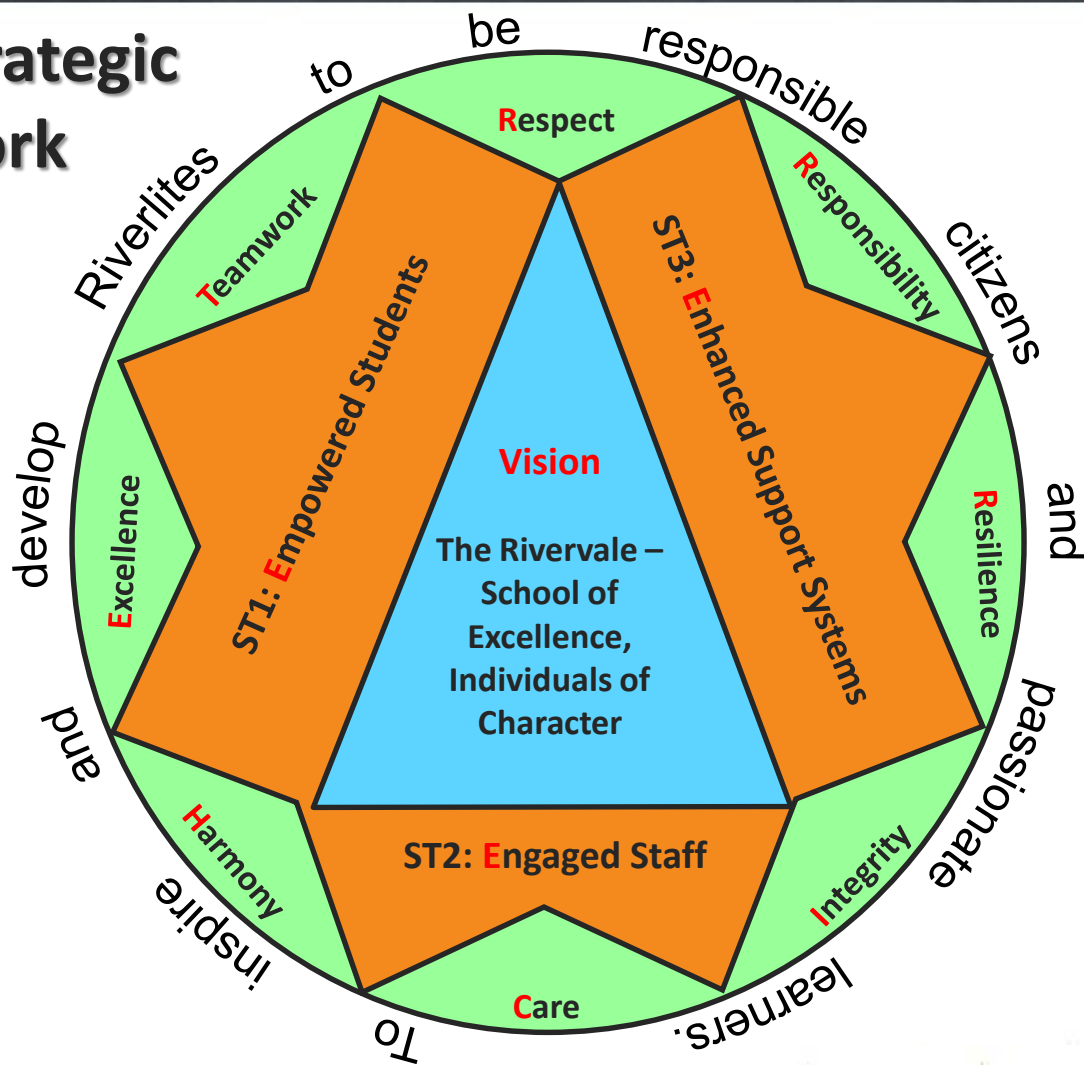 rategic
ork
To inspire and develop Riverlites to be responsible citizens and passionate learners.
Respect
Responsibility
Resilience
Integrity
Care
Harmony
Excellence
Teamwork
ST1: Empowered Students
ST2: Engaged Staff
ST3: Enhanced Support Systems
Vision
The Rivervale –
School of
Excellence,
Individuals of
Character